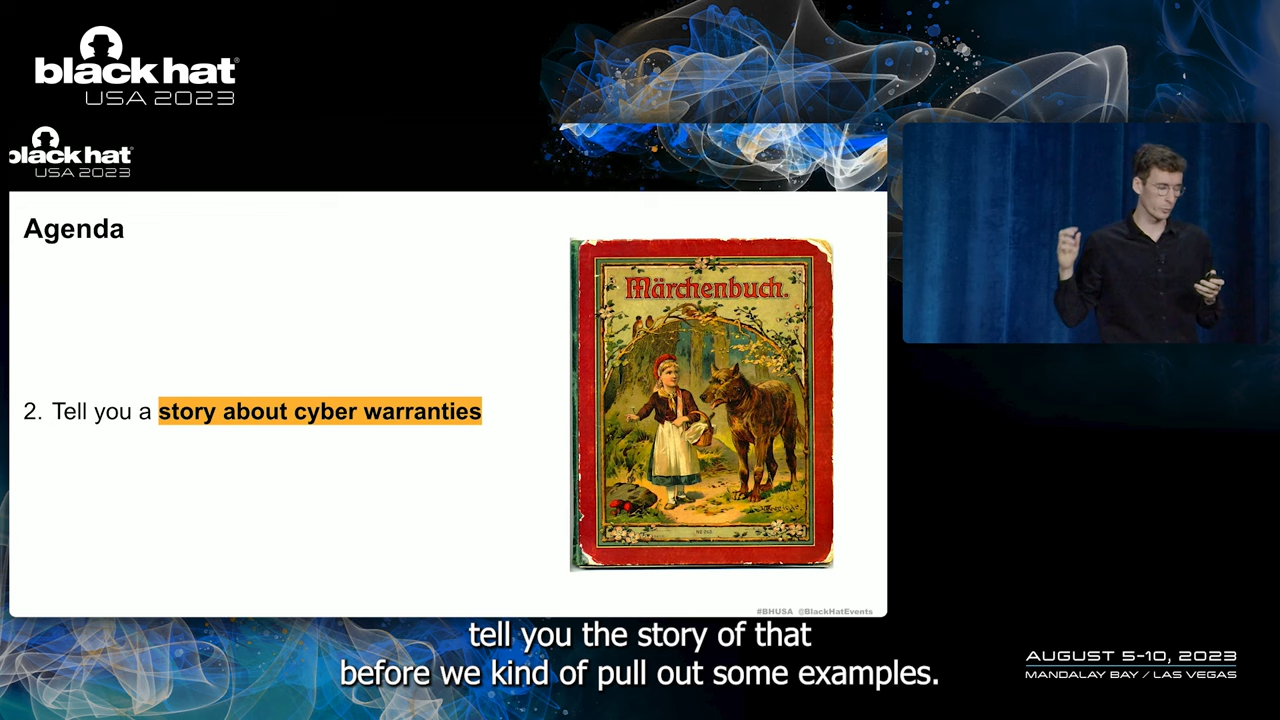 black hat
USA 2023
black hat
USA 2023
Agenda
Märchenbuch.
2. Tell you a story about cyber warranties
#BHUSA @BlackHatEvents
tell you the story of that
before we kind of pull out some examples.
AUGUST 5-10, 2023
MANDALAY BAY / LAS VEGAS